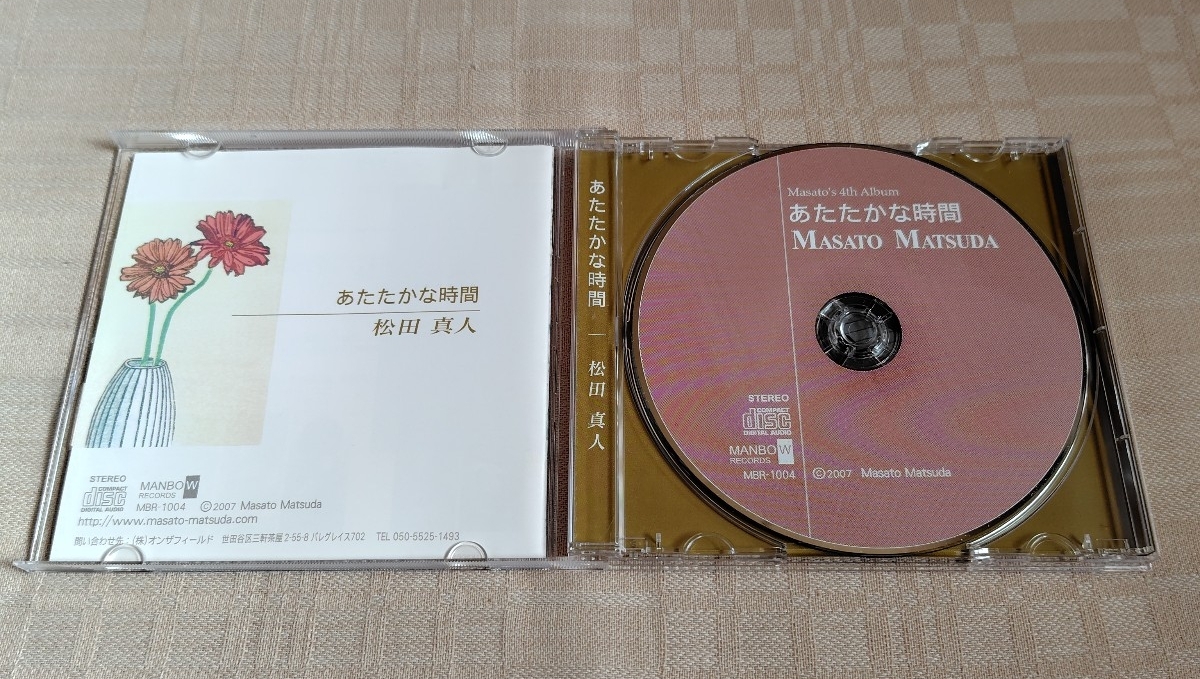 あたたかな時間
松田 真人
STEREO
COMPACT
disc
DIGITAL AUDIO
MANBOW
RECORDS
MBR-1004 ©2007 Masato Matsuda
http://www.masato-matsuda.com
問い合わせ先:(株)オンザフィールド 世田谷区三軒茶屋2-55-8 パレグレイス702 TEL 050-5525-1493
あたたかな時間 | 松田 真人
Masato's 4th Album
あたたかな時間
MASATO MATSUDA
STEREO
COMPACT
disc
DIGITAL AUDIO
MANBOW
RECORDS
MBR-1004 ©2007 Masato Matsuda